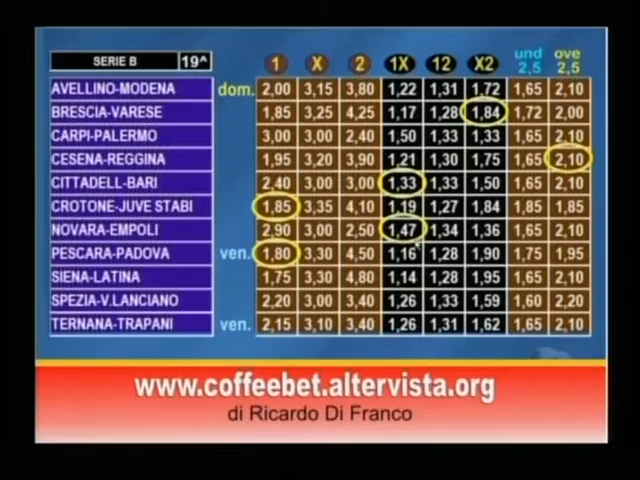 SERIE B 19^ 1 X 2 1X 12 X2 und 2,5 ove 2,5
AVELLINO-MODENA dom. 2,00 3,15 3,80 1,22 1,31 1,72 1,65 2,10
BRESCIA-VARESE 1,85 3,25 4,25 1,17 1,28 1,84 1,72 2,00
CARPI-PALERMO 3,00 3,00 2,40 1,50 1,33 1,33 1,65 2,10
CESENA-REGGINA 1,95 3,20 3,90 1,21 1,30 1,75 1,65 2,10
CITTADELL-BARI 2,40 3,00 3,00 1,33 1,33 1,50 1,65 2,10
CROTONE-JUVE STABI 1,85 3,35 4,10 1,19 1,27 1,84 1,85 1,85
NOVARA-EMPOLI 2,90 3,00 2,50 1,47 1,34 1,36 1,65 2,10
PESCARA-PADOVA ven. 1,80 3,30 4,50 1,16 1,28 1,90 1,75 1,95
SIENA-LATINA 1,75 3,30 4,80 1,14 1,28 1,95 1,65 2,10
SPEZIA-V.LANCIANO 2,20 3,00 3,40 1,26 1,33 1,59 1,60 2,20
TERNANA-TRAPANI ven. 2,15 3,10 3,40 1,26 1,31 1,62 1,65 2,10
www.coffeebet.altervista.org
di Ricardo Di Franco